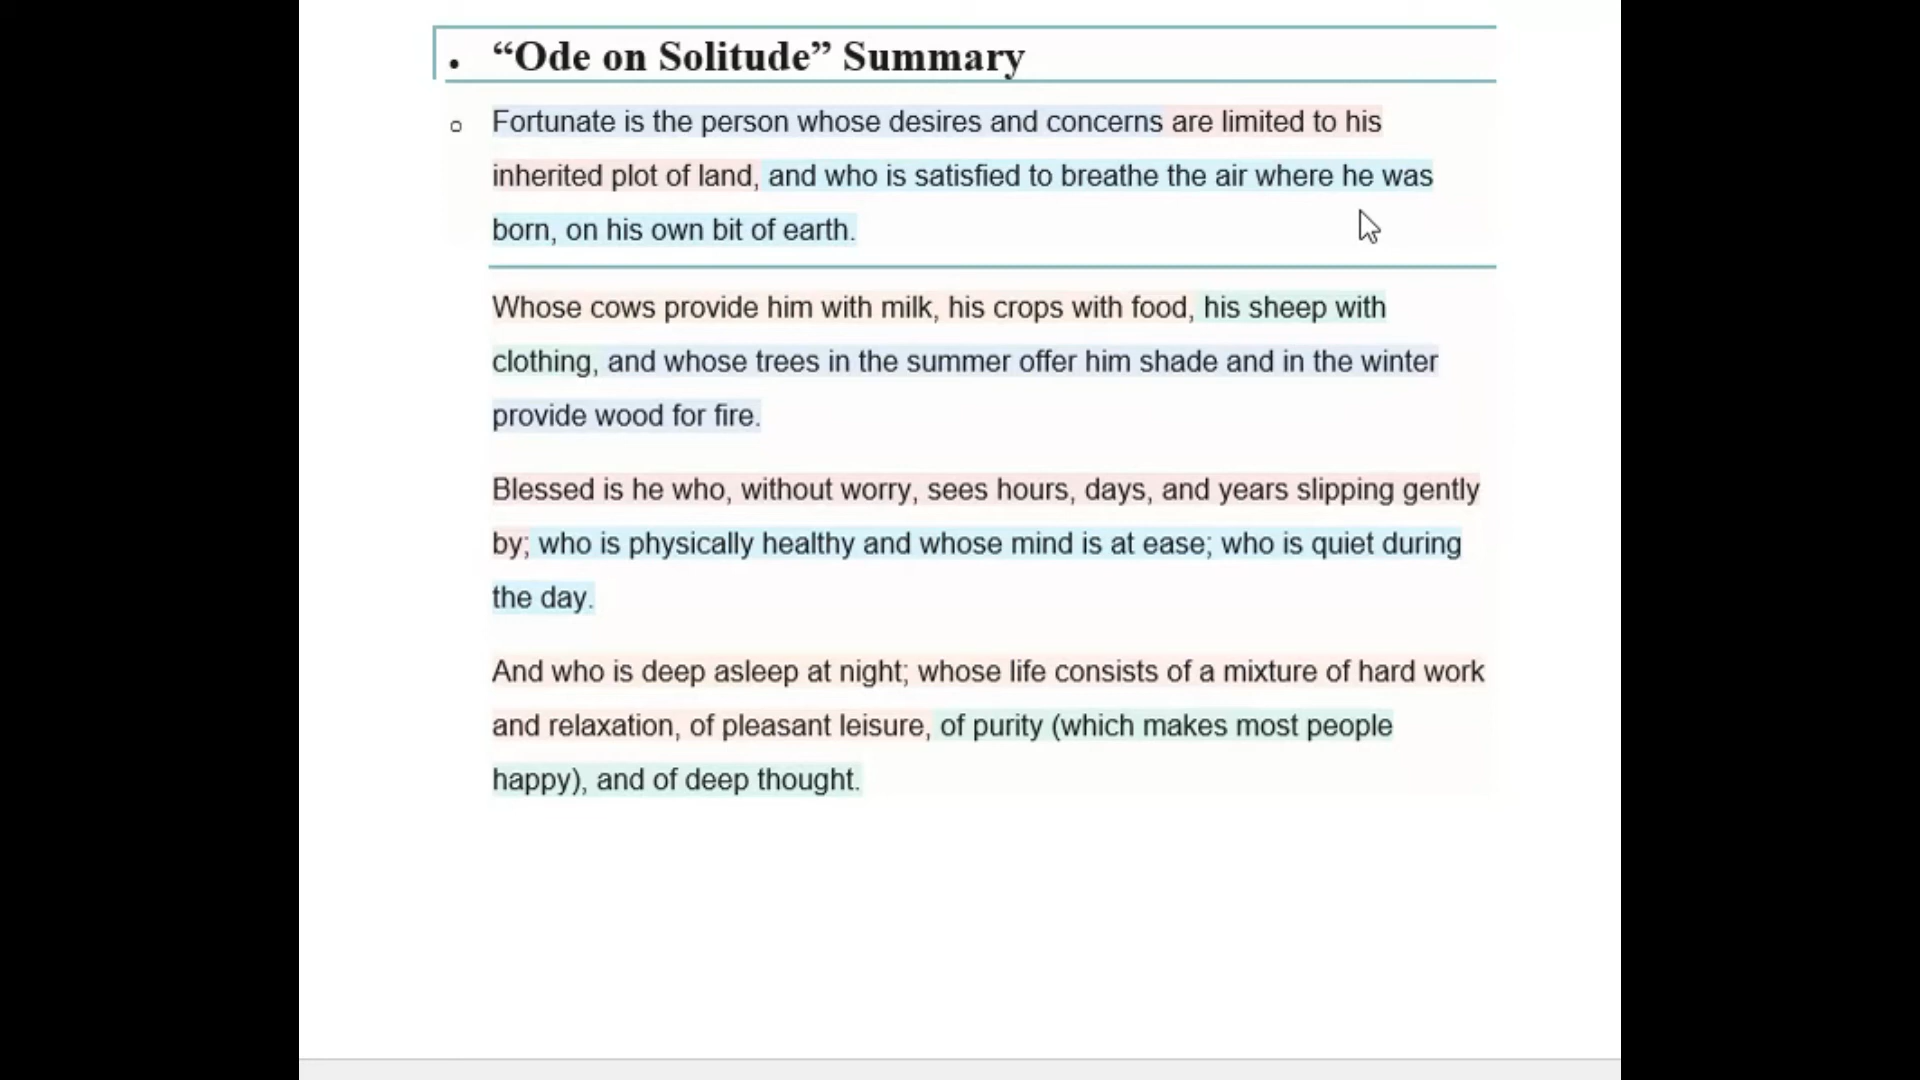 • “Ode on Solitude” Summary
o Fortunate is the person whose desires and concerns are limited to his
inherited plot of land, and who is satisfied to breathe the air where he was
born, on his own bit of earth.
Whose cows provide him with milk, his crops with food, his sheep with
clothing, and whose trees in the summer offer him shade and in the winter
provide wood for fire.
Blessed is he who, without worry, sees hours, days, and years slipping gently
by; who is physically healthy and whose mind is at ease; who is quiet during
the day.
And who is deep asleep at night; whose life consists of a mixture of hard work
and relaxation, of pleasant leisure, of purity (which makes most people
happy), and of deep thought.